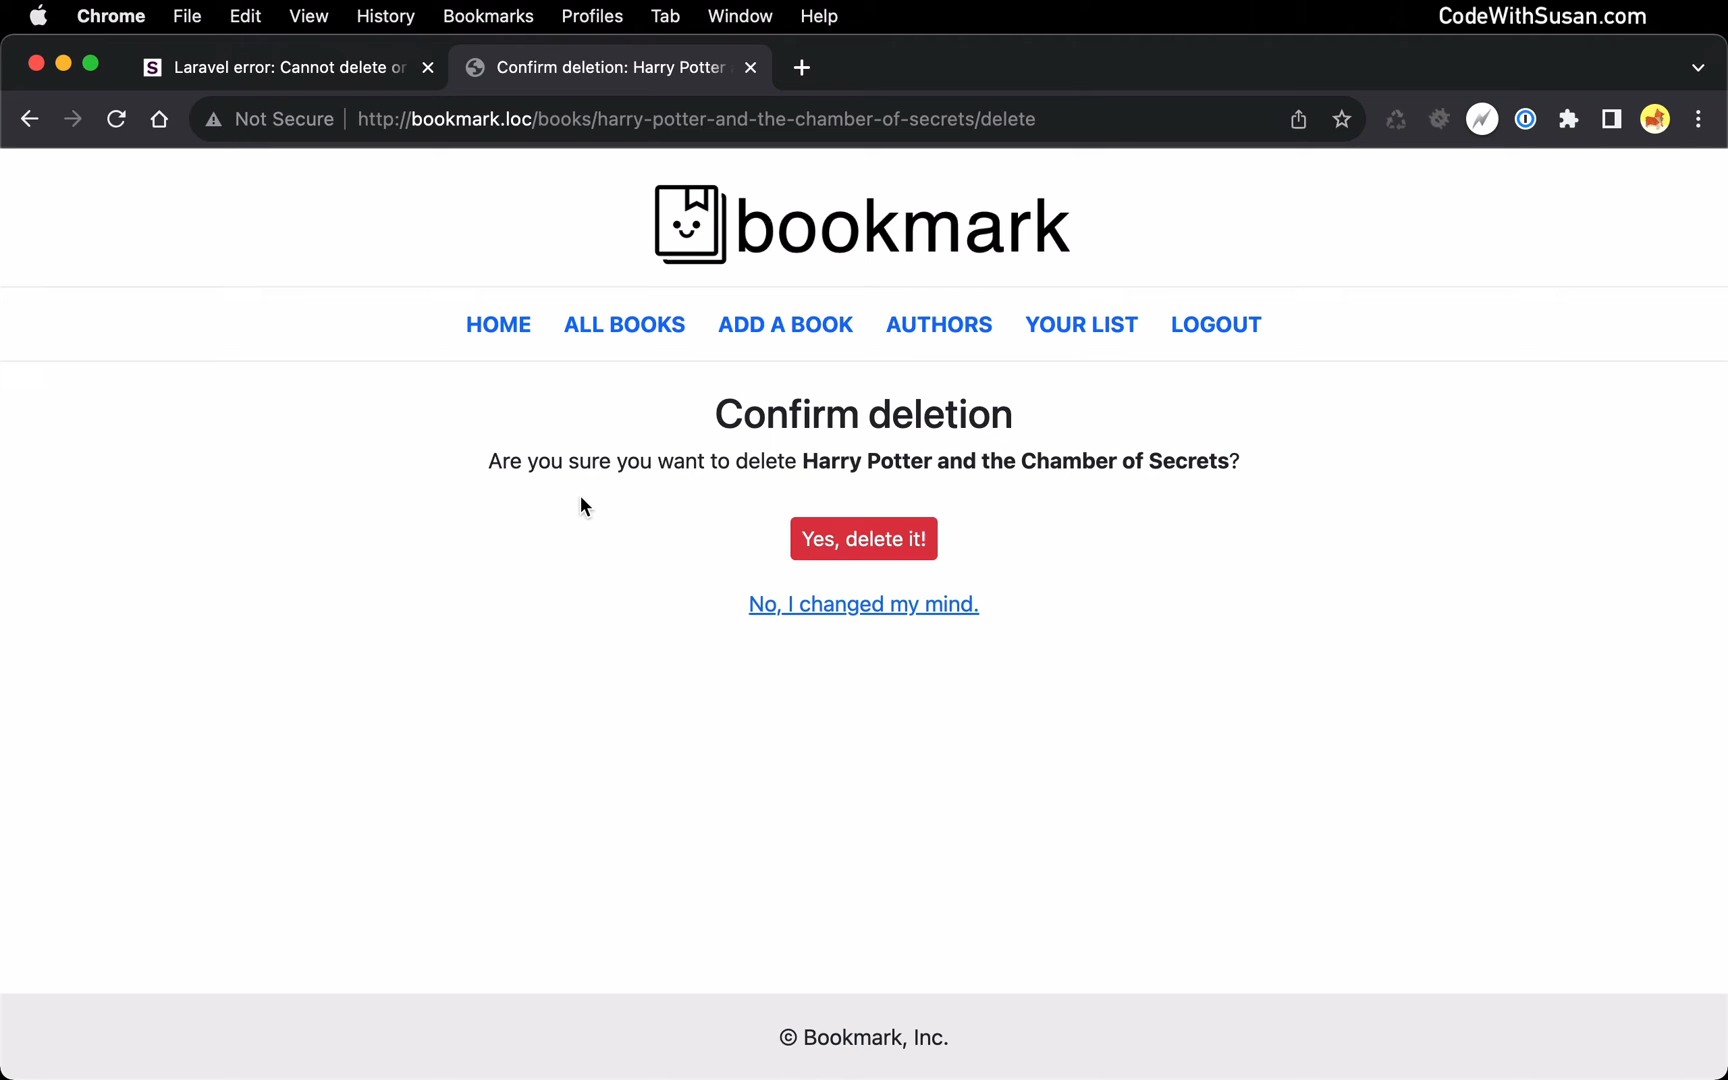 Chrome File Edit View History Bookmarks Profiles Tab Window Help CodeWithSusan.com
S Laravel error: Cannot delete or Confirm deletion: Harry Potter
Not Secure http://bookmark.loc/books/harry-potter-and-the-chamber-of-secrets/delete
bookmark
HOME ALL BOOKS ADD A BOOK AUTHORS YOUR LIST LOGOUT
Confirm deletion
Are you sure you want to delete Harry Potter and the Chamber of Secrets?
Yes, delete it!
No, I changed my mind.
© Bookmark, Inc.